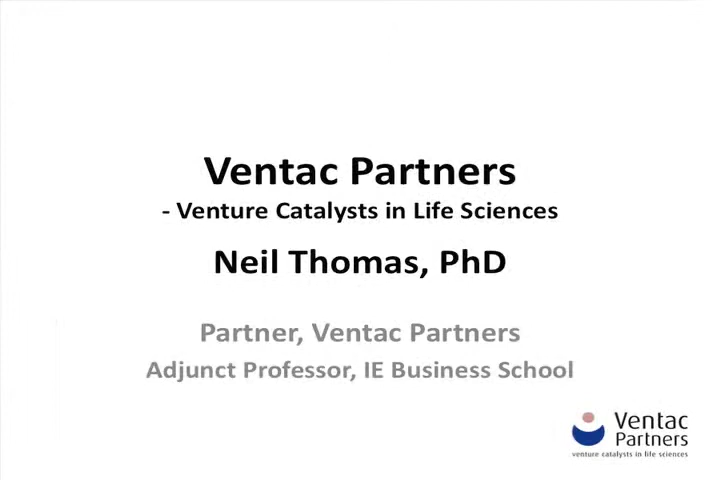 Ventac Partners
- Venture Catalysts in Life Sciences
Neil Thomas, PhD
Partner, Ventac Partners
Adjunct Professor, IE Business School
Ventac
Partners
venture catalysts in life sciences